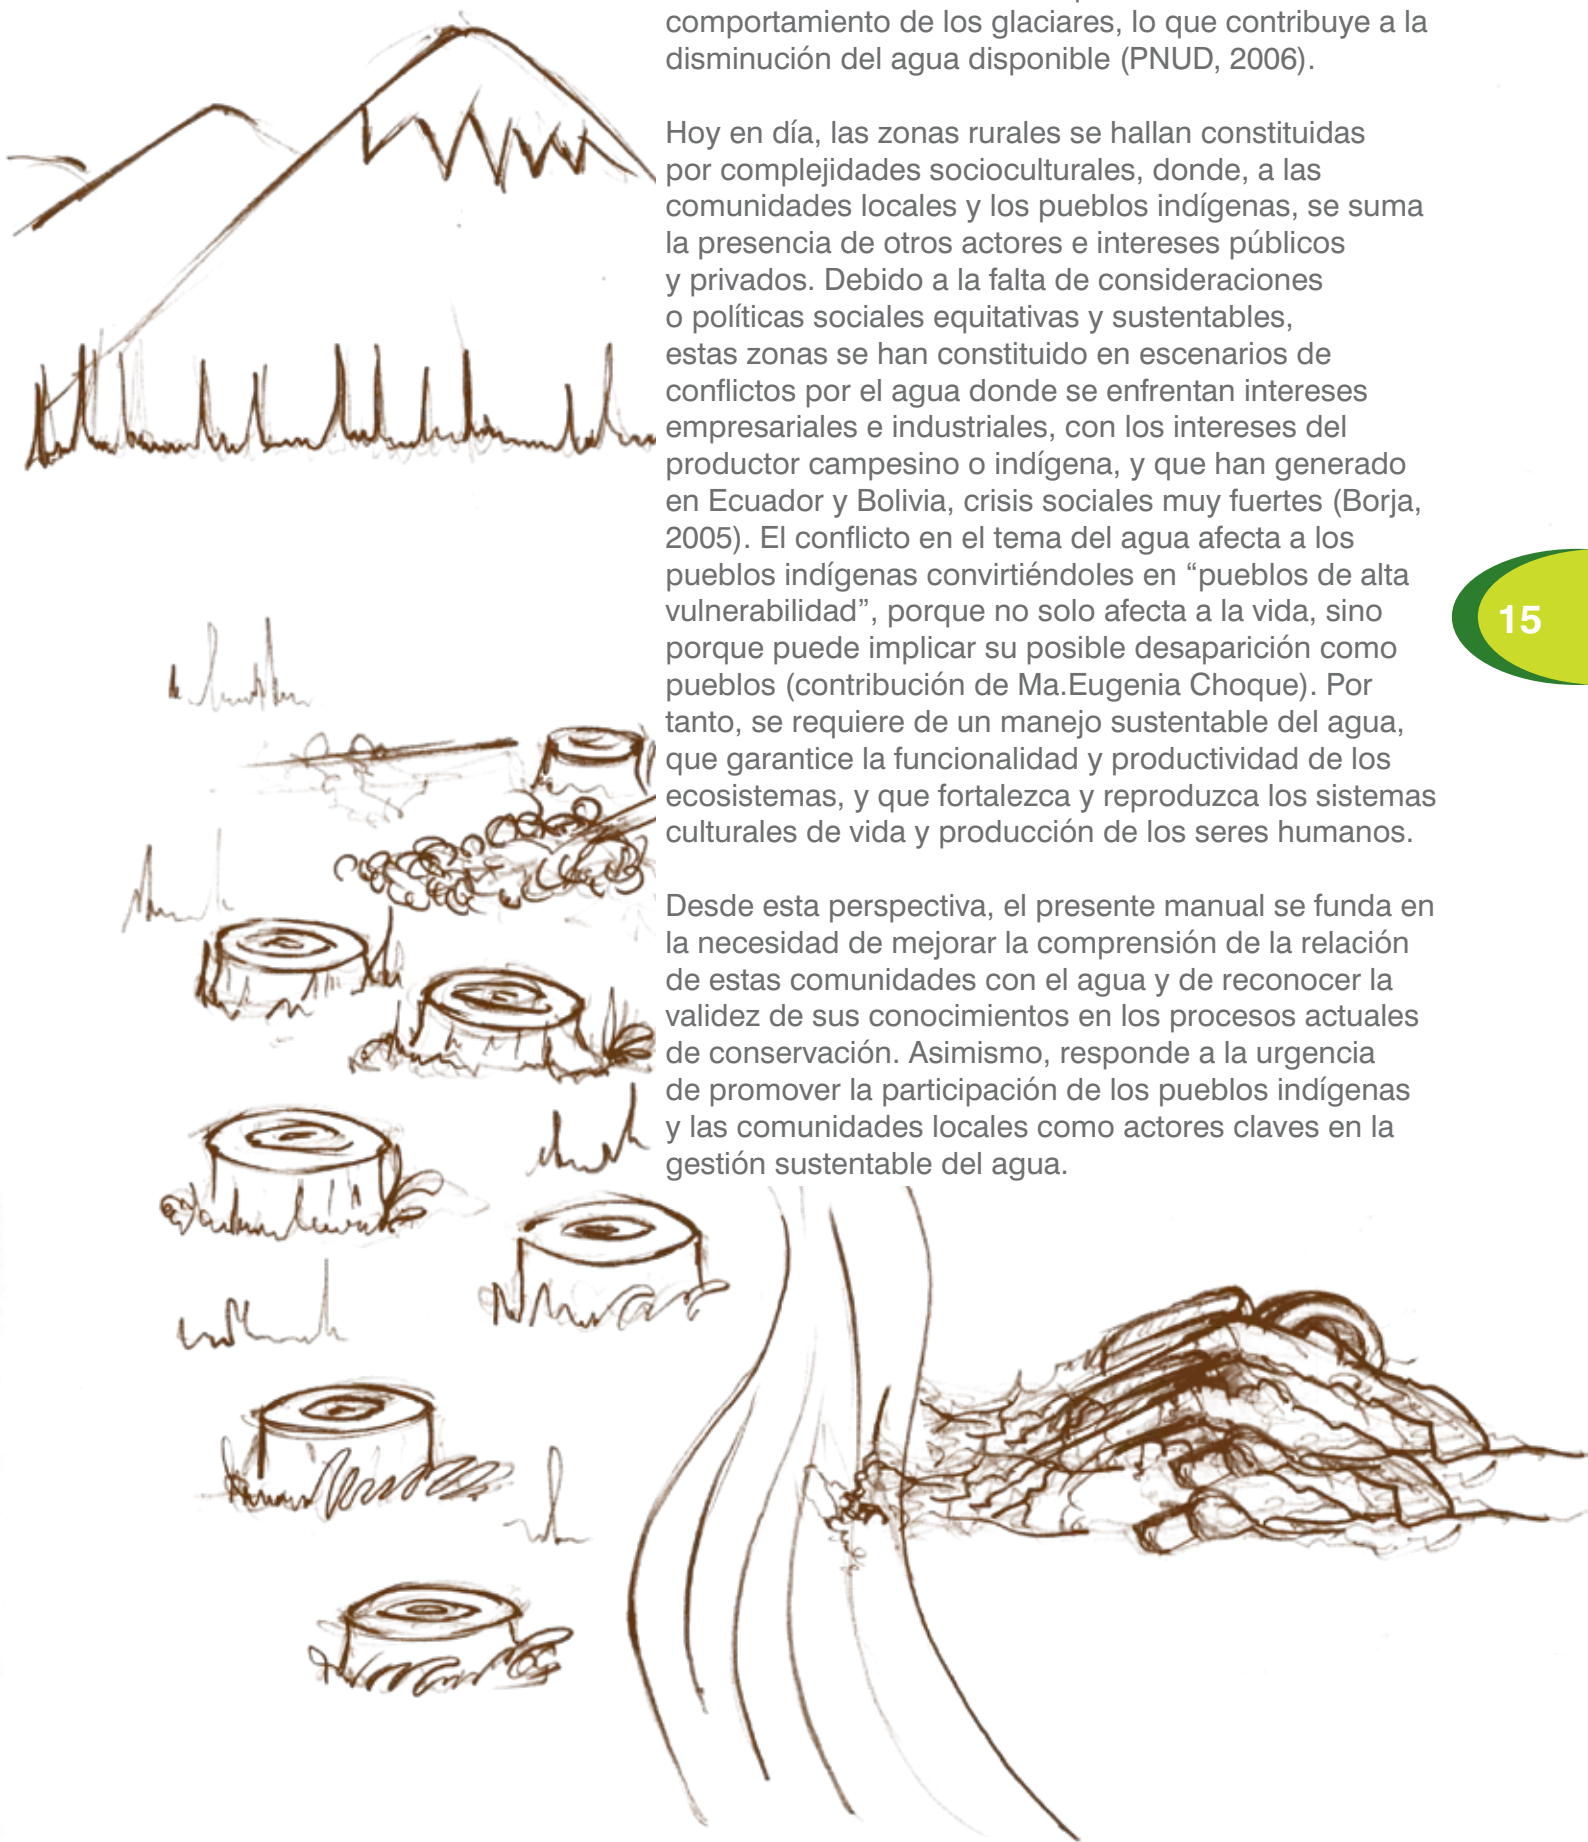 comportamiento de los glaciares, lo que contribuye a la
disminución del agua disponible (PNUD, 2006).
Hoy en día, las zonas rurales se hallan constituidas
por complejidades socioculturales, donde, a las
comunidades locales y los pueblos indígenas, se suma
la presencia de otros actores e intereses públicos
y privados. Debido a la falta de consideraciones
o políticas sociales equitativas y sustentables,
estas zonas se han constituido en escenarios de
conflictos por el agua donde se enfrentan intereses
empresariales e industriales, con los intereses del
productor campesino o indígena, y que han generado
en Ecuador y Bolivia, crisis sociales muy fuertes (Borja,
2005). El conflicto en el tema del agua afecta a los
pueblos indígenas convirtiéndoles en “pueblos de alta
vulnerabilidad”, porque no solo afecta a la vida, sino
porque puede implicar su posible desaparición como
pueblos (contribución de Ma.Eugenia Choque). Por
tanto, se requiere de un manejo sustentable del agua,
que garantice la funcionalidad y productividad de los
ecosistemas, y que fortalezca y reproduzca los sistemas
culturales de vida y producción de los seres humanos.
Desde esta perspectiva, el presente manual se funda en
la necesidad de mejorar la comprensión de la relación
de estas comunidades con el agua y de reconocer la
validez de sus conocimientos en los procesos actuales
de conservación. Asimismo, responde a la urgencia
de promover la participación de los pueblos indígenas
y las comunidades locales como actores claves en la
gestión sustentable del agua.
15